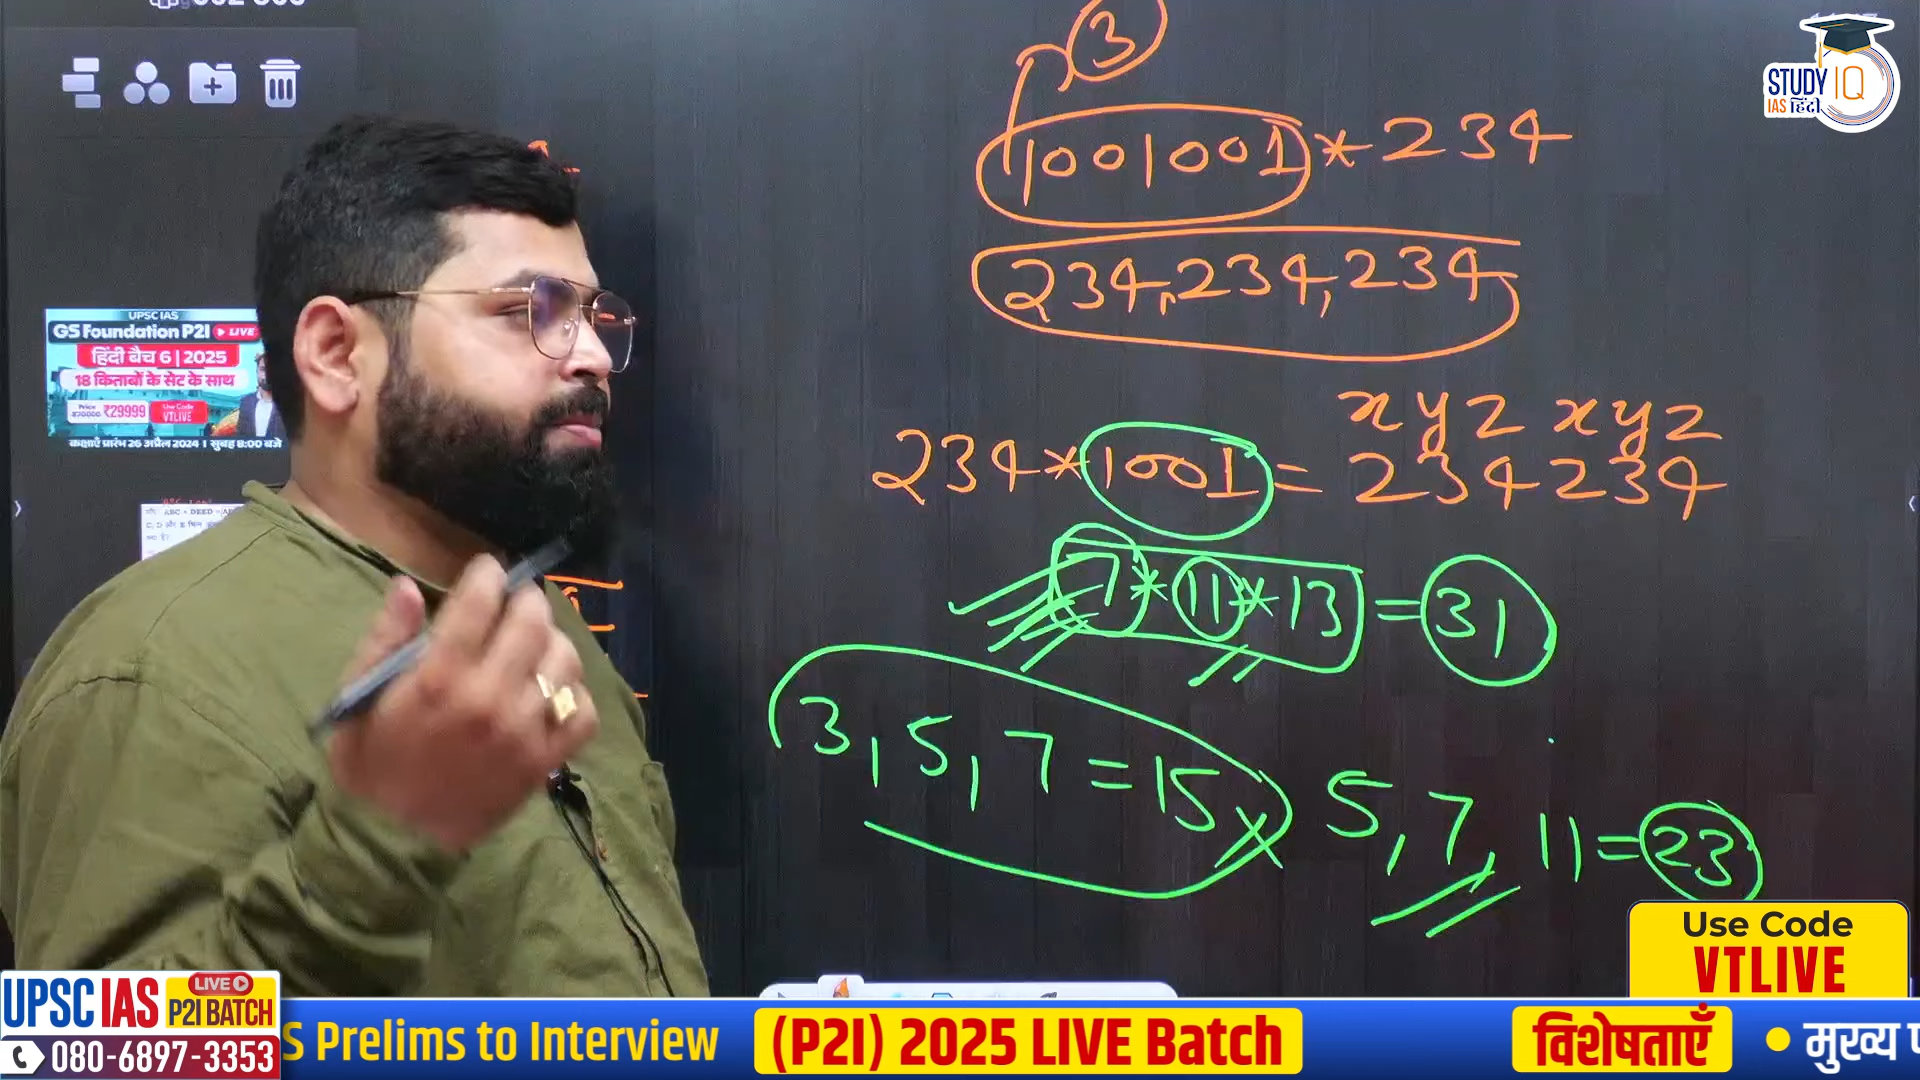 3
1001001 * 234
234,234,234
x y z x y z
234 * 1001 = 234234
7 * 11 * 13 = 31
3, 5, 7 = 15
5, 7, 11 = 23
STUDY IQ
IAS हिंदी
UPSC IAS
GS Foundation P2I LIVE
हिंदी बैच 6 | 2025
18 किताबों के सेट के साथ
Price ₹29999 Use Code VTLIVE
कक्षाएँ प्रारंभ 26 अप्रैल 2024 । सुबह 8:00 बजे
Use Code
VTLIVE
UPSC IAS LIVE P2I BATCH
080-6897-3353
S Prelims to Interview (P2I) 2025 LIVE Batch विशेषताएँ • मुख्य